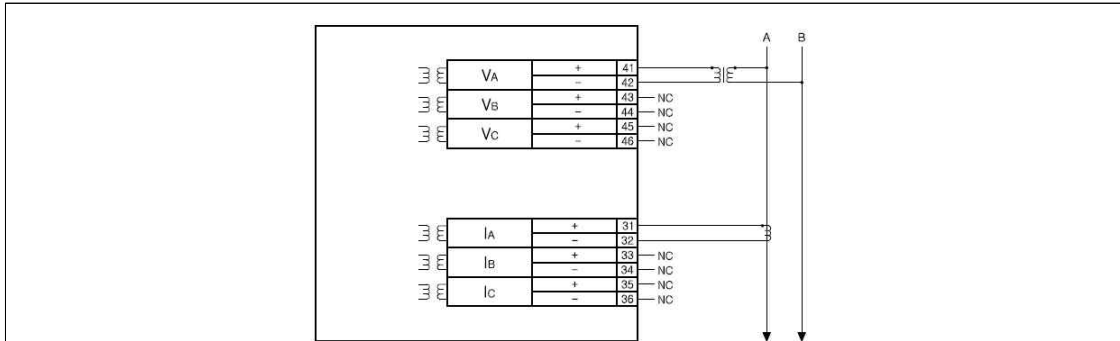 A B
VA + 41
− 42
VB + 43 NC
− 44 NC
VC + 45 NC
− 46 NC
IA + 31
− 32
IB + 33 NC
− 34 NC
IC + 35 NC
− 36 NC